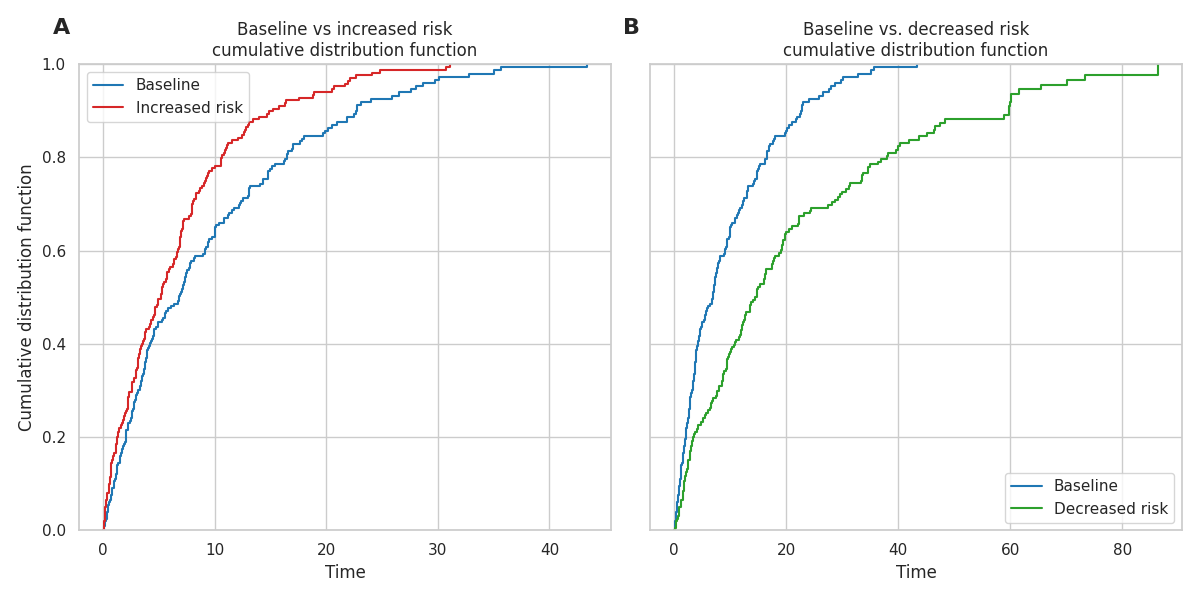 A
Baseline vs increased risk
cumulative distribution function
Cumulative distribution function
1.0
0.8
0.6
0.4
0.2
0.0
Baseline
Increased risk
0 10 20 30 40
Time
B
Baseline vs. decreased risk
cumulative distribution function
Baseline
Decreased risk
0 20 40 60 80
Time